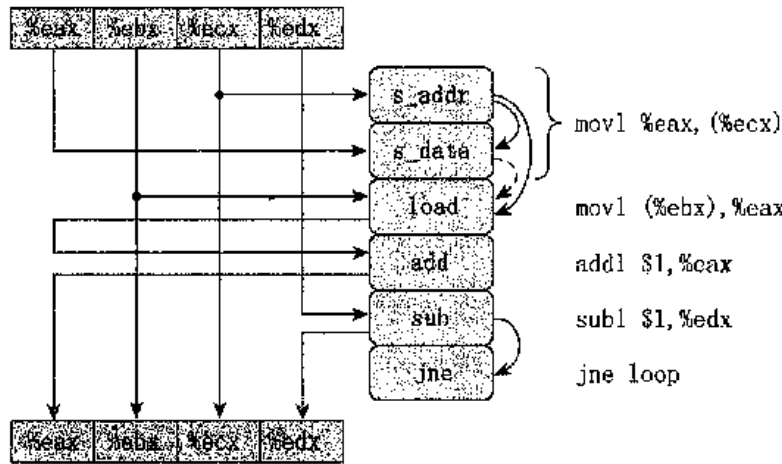 %eax %ebx %ecx %edx
s_addr
movl %eax, (%ecx)
s_data
load
movl (%ebx), %eax
add
addl $1, %eax
sub
subl $1, %edx
jne
jne loop
%eax %ebx %ecx %edx